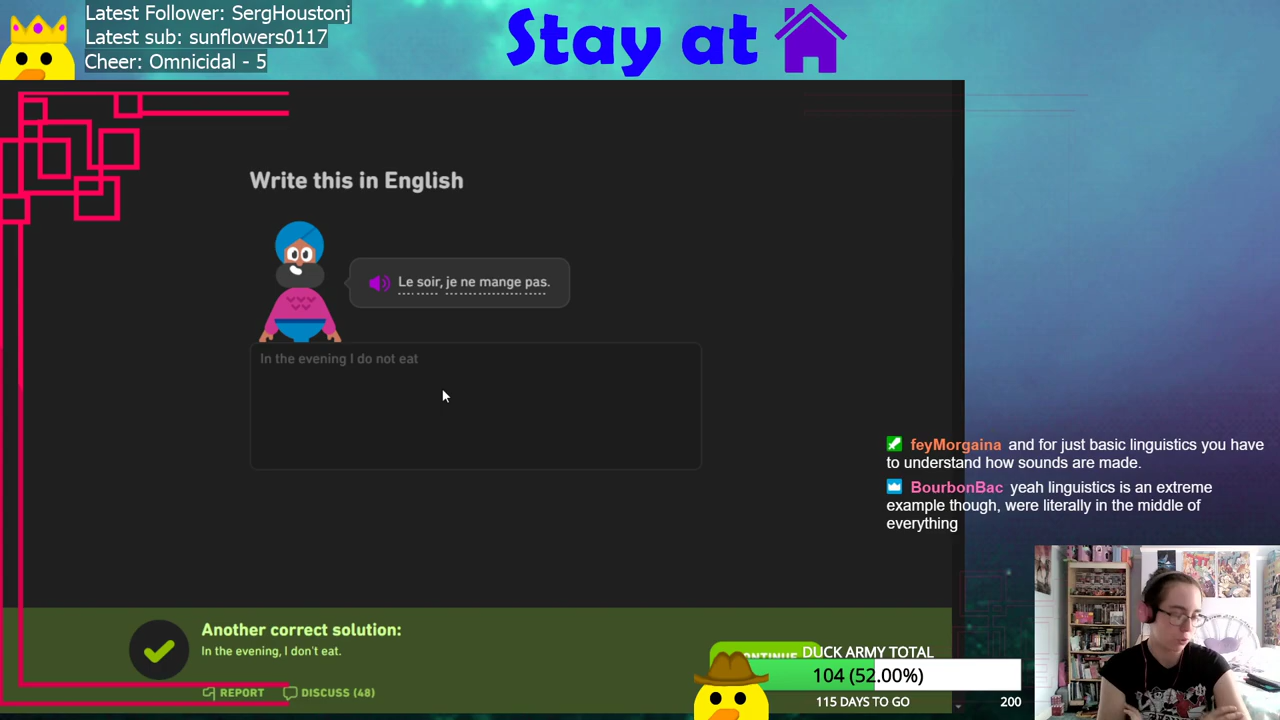 Latest Follower: SergHoustonj
Latest sub: sunflowers0117
Cheer: Omnicidal - 5
Stay at
Write this in English
Le soir, je ne mange pas.
In the evening I do not eat
feyMorgaina and for just basic linguistics you have
to understand how sounds are made.
BourbonBac yeah linguistics is an extreme
example though, were literally in the middle of
everything
Another correct solution:
In the evening, I don't eat.
REPORT DISCUSS (48)
CONTINUE
DUCK ARMY TOTAL
104 (52.00%)
115 DAYS TO GO 200